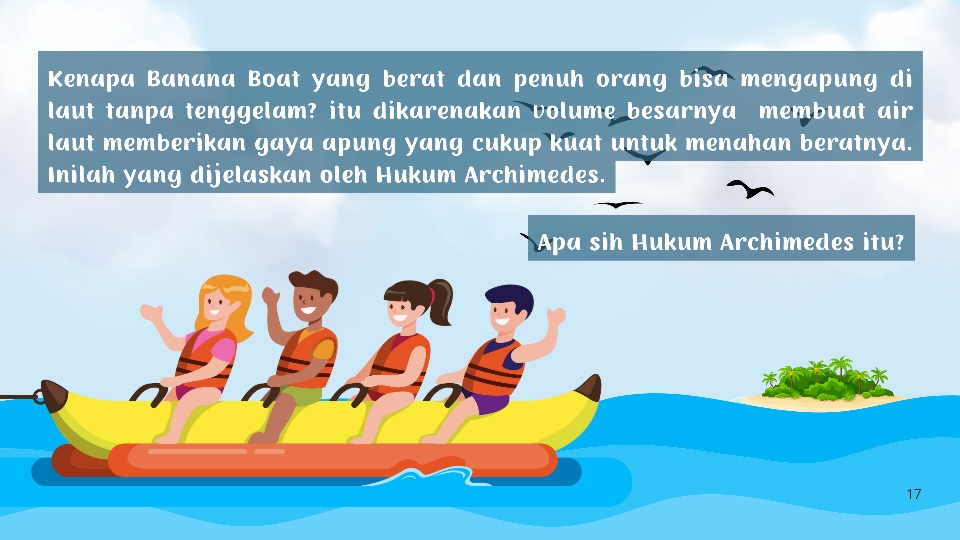 Kenapa Banana Boat yang berat dan penuh orang bisa mengapung di
laut tanpa tenggelam? itu dikarenakan volume besarnya membuat air
laut memberikan gaya apung yang cukup kuat untuk menahan beratnya.
Inilah yang dijelaskan oleh Hukum Archimedes.
Apa sih Hukum Archimedes itu?
17